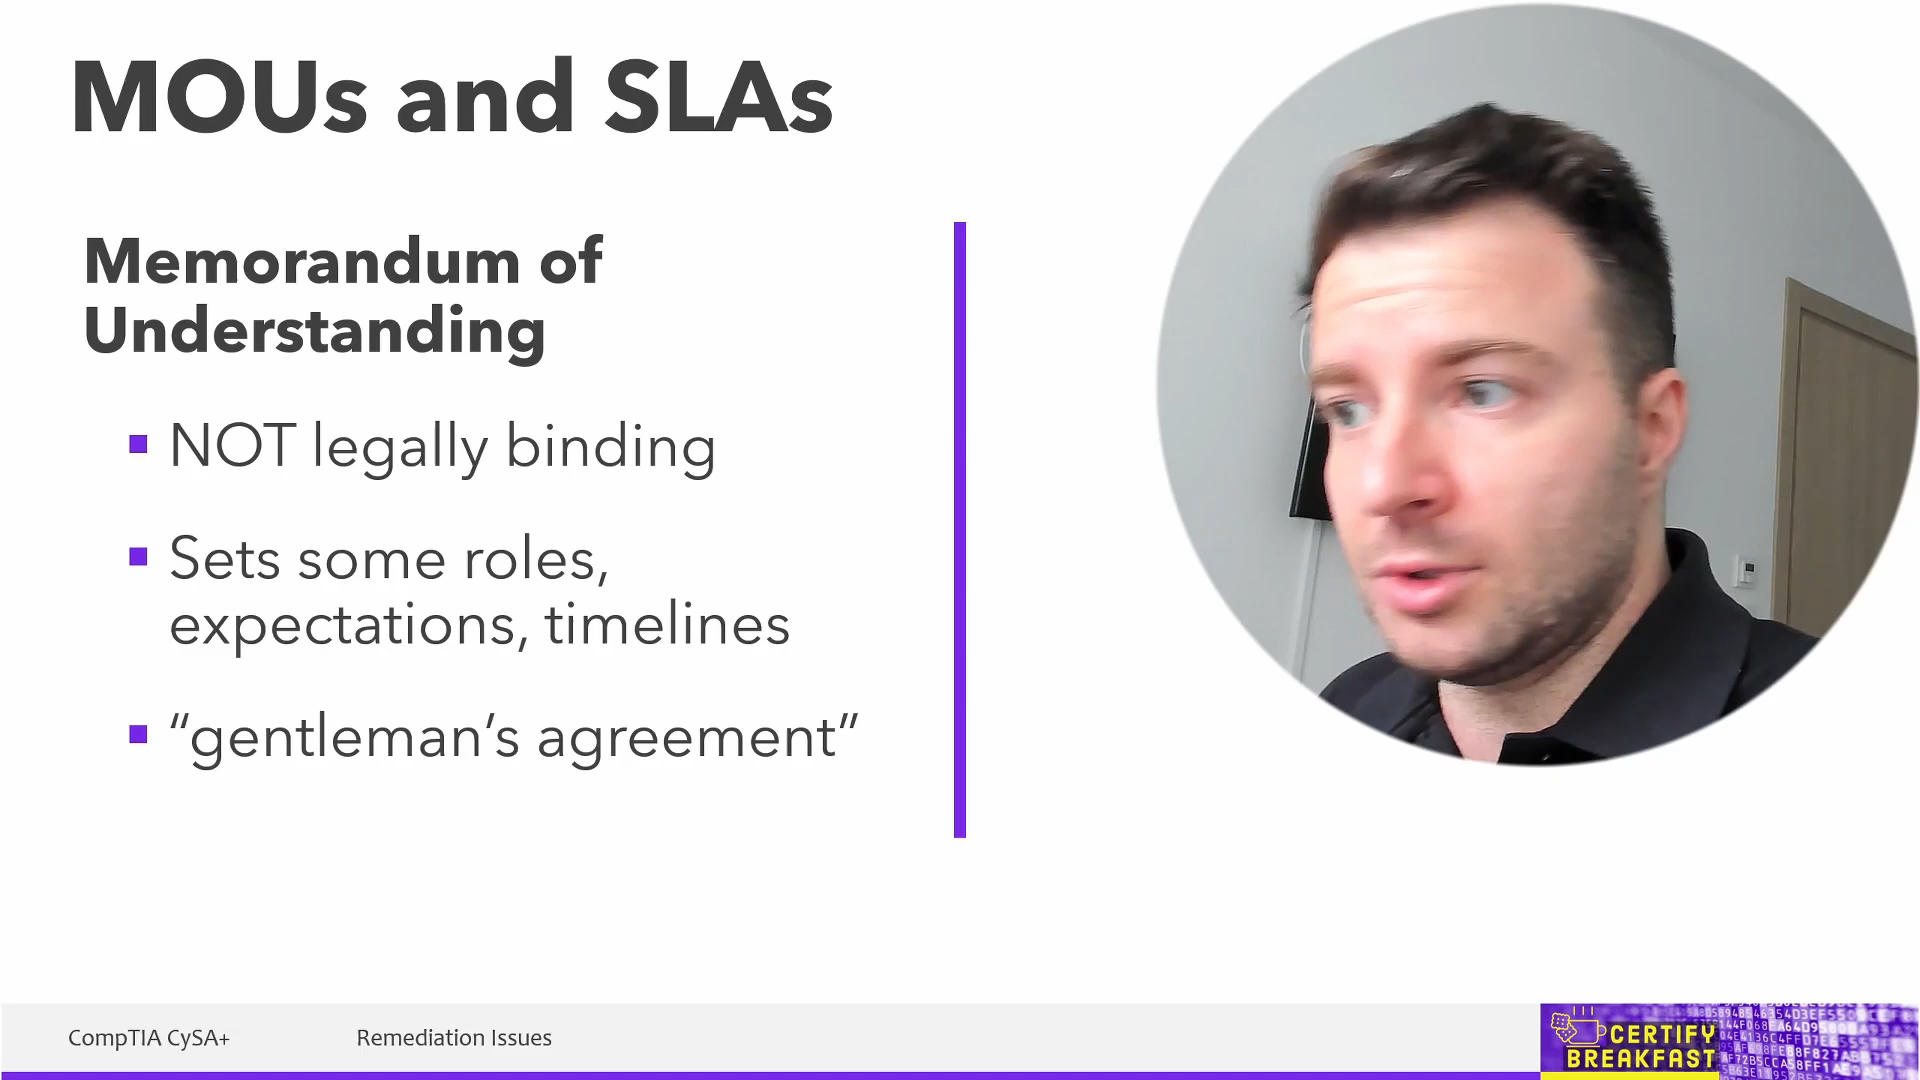 MOUs and SLAs
Memorandum of
Understanding
NOT legally binding
Sets some roles,
expectations, timelines
“gentleman‘s agreement”
CompTIA CySA+
Remediation Issues
CERTIFY
BREAKFAST